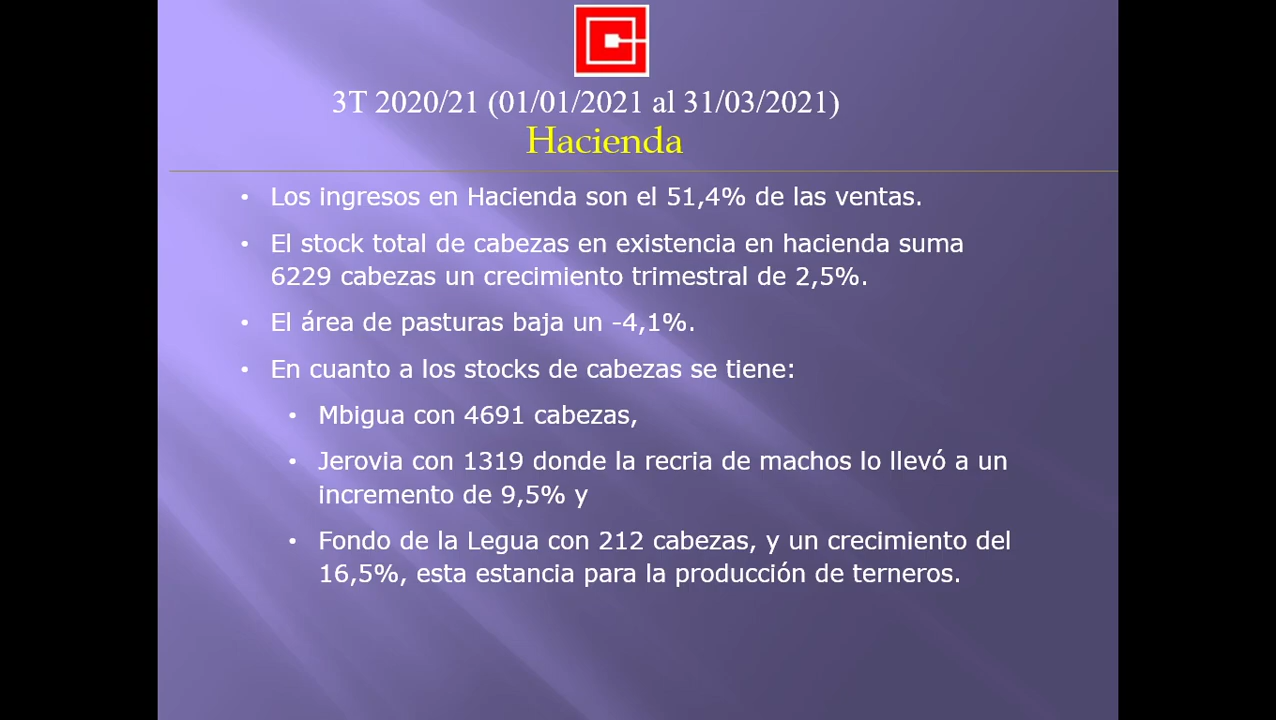 3T 2020/21 (01/01/2021 al 31/03/2021)
Hacienda
• Los ingresos en Hacienda son el 51,4% de las ventas.
• El stock total de cabezas en existencia en hacienda suma
6229 cabezas un crecimiento trimestral de 2,5%.
• El área de pasturas baja un -4,1%.
• En cuanto a los stocks de cabezas se tiene:
• Mbigua con 4691 cabezas,
• Jerovia con 1319 donde la recria de machos lo llevó a un
incremento de 9,5% y
• Fondo de la Legua con 212 cabezas, y un crecimiento del
16,5%, esta estancia para la producción de terneros.